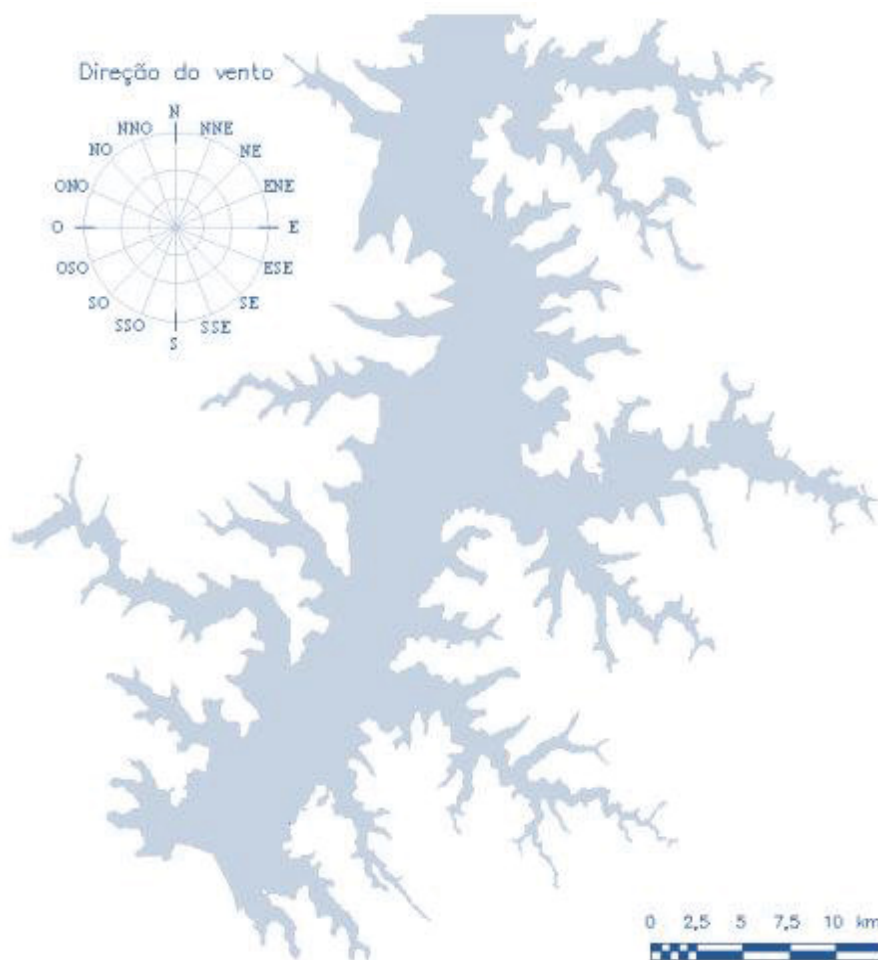 Direção do vento
N
NNO NNE
NO NE
ONO ENE
O E
OSO ESE
SO SE
SSO SSE
S
0 2,5 5 7,5 10 km